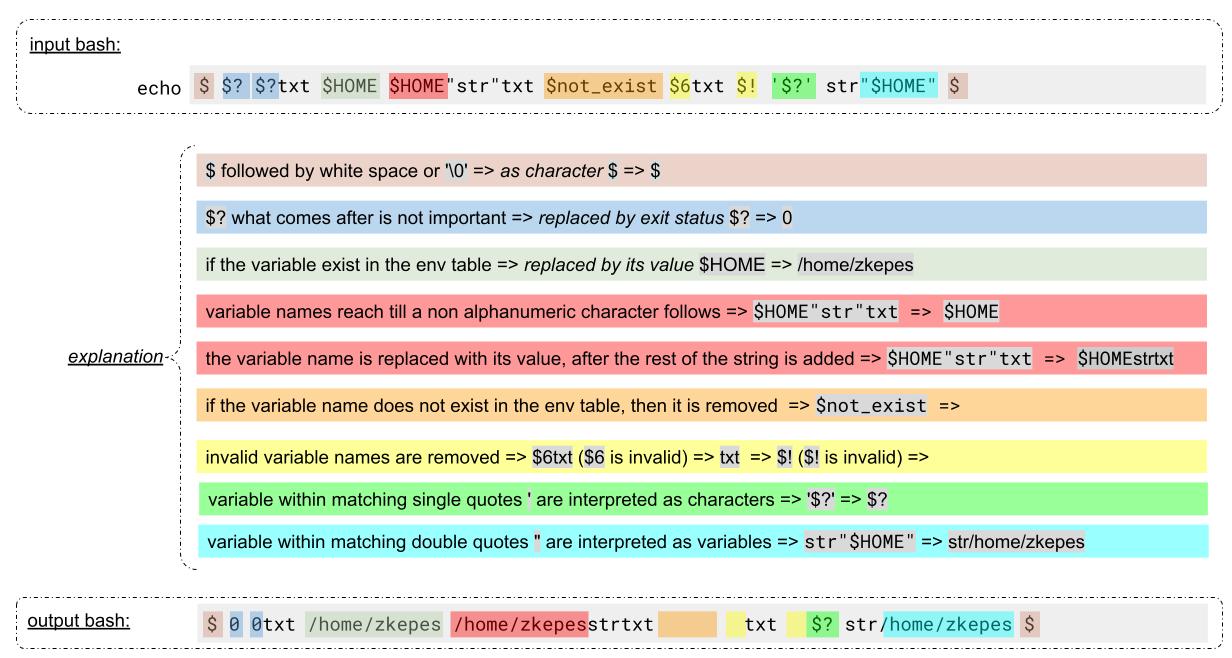 input bash:
echo $ $? $?txt $HOME $HOME"str"txt $not_exist $6txt $! '$?' str"$HOME" $
$ followed by white space or '\0' => as character $ => $
$? what comes after is not important => replaced by exit status $? => 0
if the variable exist in the env table => replaced by its value $HOME => /home/zkepes
variable names reach till a non alphanumeric character follows => $HOME"str"txt => $HOME
explanation
the variable name is replaced with its value, after the rest of the string is added => $HOME"str"txt => $HOMEstrtxt
if the variable name does not exist in the env table, then it is removed => $not_exist =>
invalid variable names are removed => $6txt ($6 is invalid) => txt => $! ($! is invalid) =>
variable within matching single quotes ' are interpreted as characters => '$?' => $?
variable within matching double quotes " are interpreted as variables => str"$HOME" => str/home/zkepes
output bash: $ 0 0txt /home/zkepes /home/zkepesstrtxt txt $? str/home/zkepes $